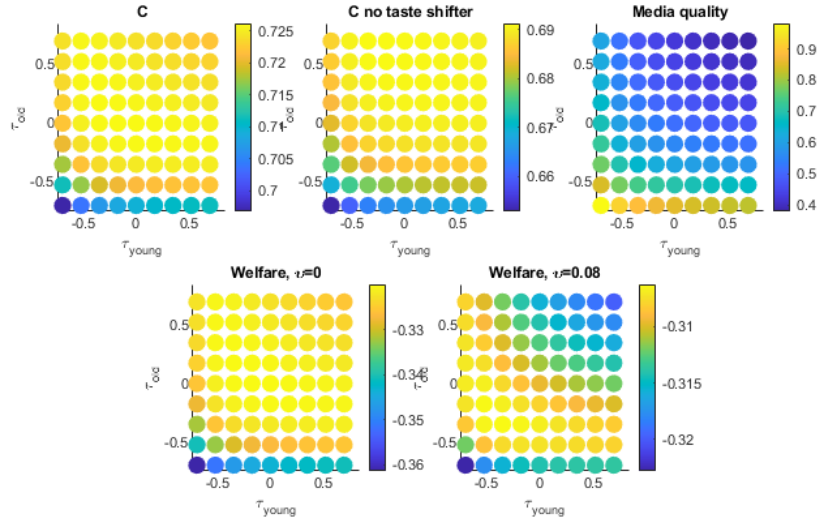 C
C no taste shifter
Media quality
0.5
0
-0.5
τold
-0.5 0 0.5
τyoung
0.725
0.72
0.715
0.711
0.705
0.7
0.5
0
-0.5
τold
-0.5 0 0.5
τyoung
0.69
0.68
0.67
0.66
0.5
0
-0.5
-0.5 0 0.5
τyoung
0.9
0.8
0.7
0.6
0.5
0.4
Welfare, υ=0
Welfare, υ=0.08
0.5
0
-0.5
τold
-0.5 0 0.5
τyoung
-0.33
-0.34
-0.35
-0.36
0.5
0
-0.5
τold
-0.5 0 0.5
τyoung
-0.31
-0.315
-0.32